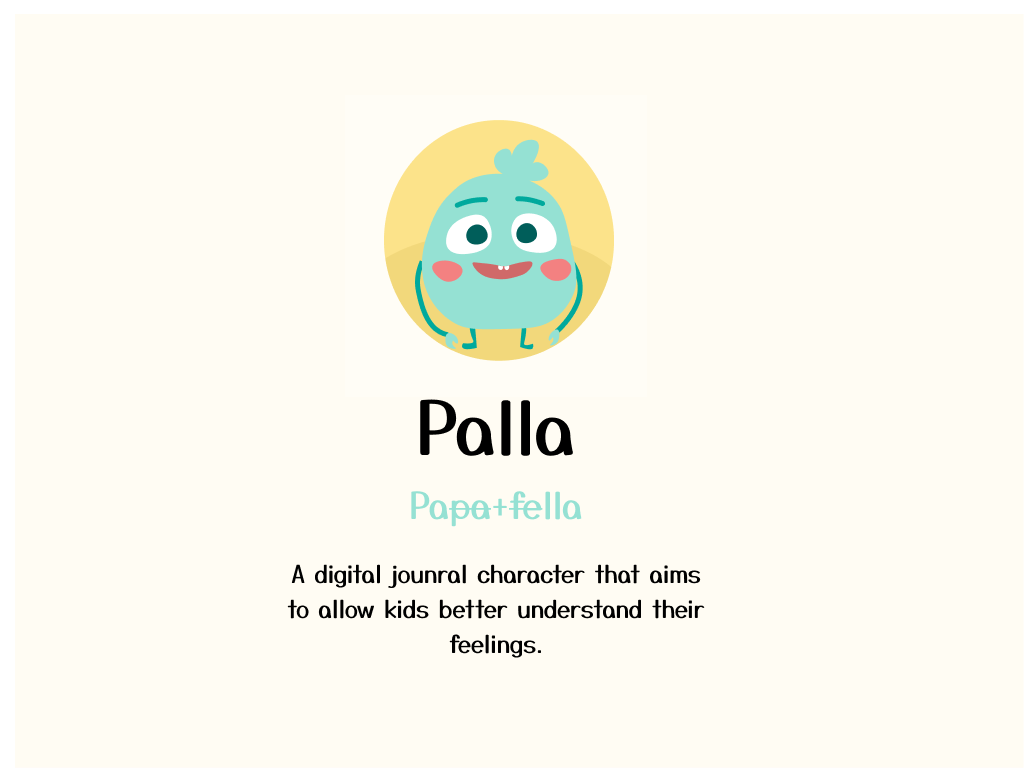 Palla
Papa+fella
A digital jounral character that aims
to allow kids better understand their
feelings.